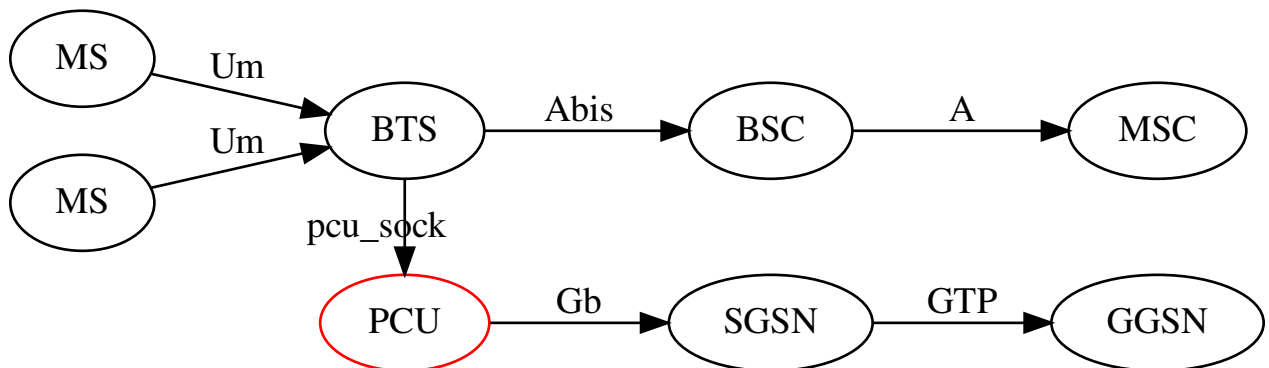 MS
Um
BTS
Abis
BSC
A
MSC
Um
MS
pcu_sock
PCU
Gb
SGSN
GTP
GGSN